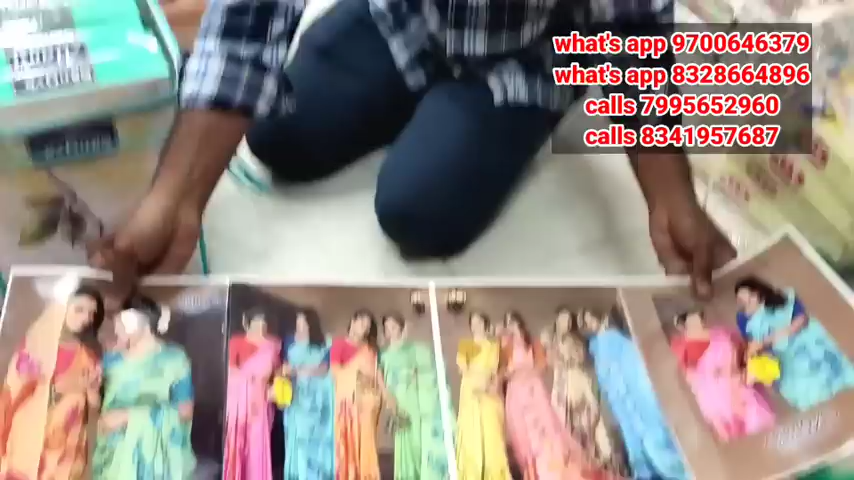 what's app 9700646379
what's app 8328664896
calls 7995652960
calls 8341957687